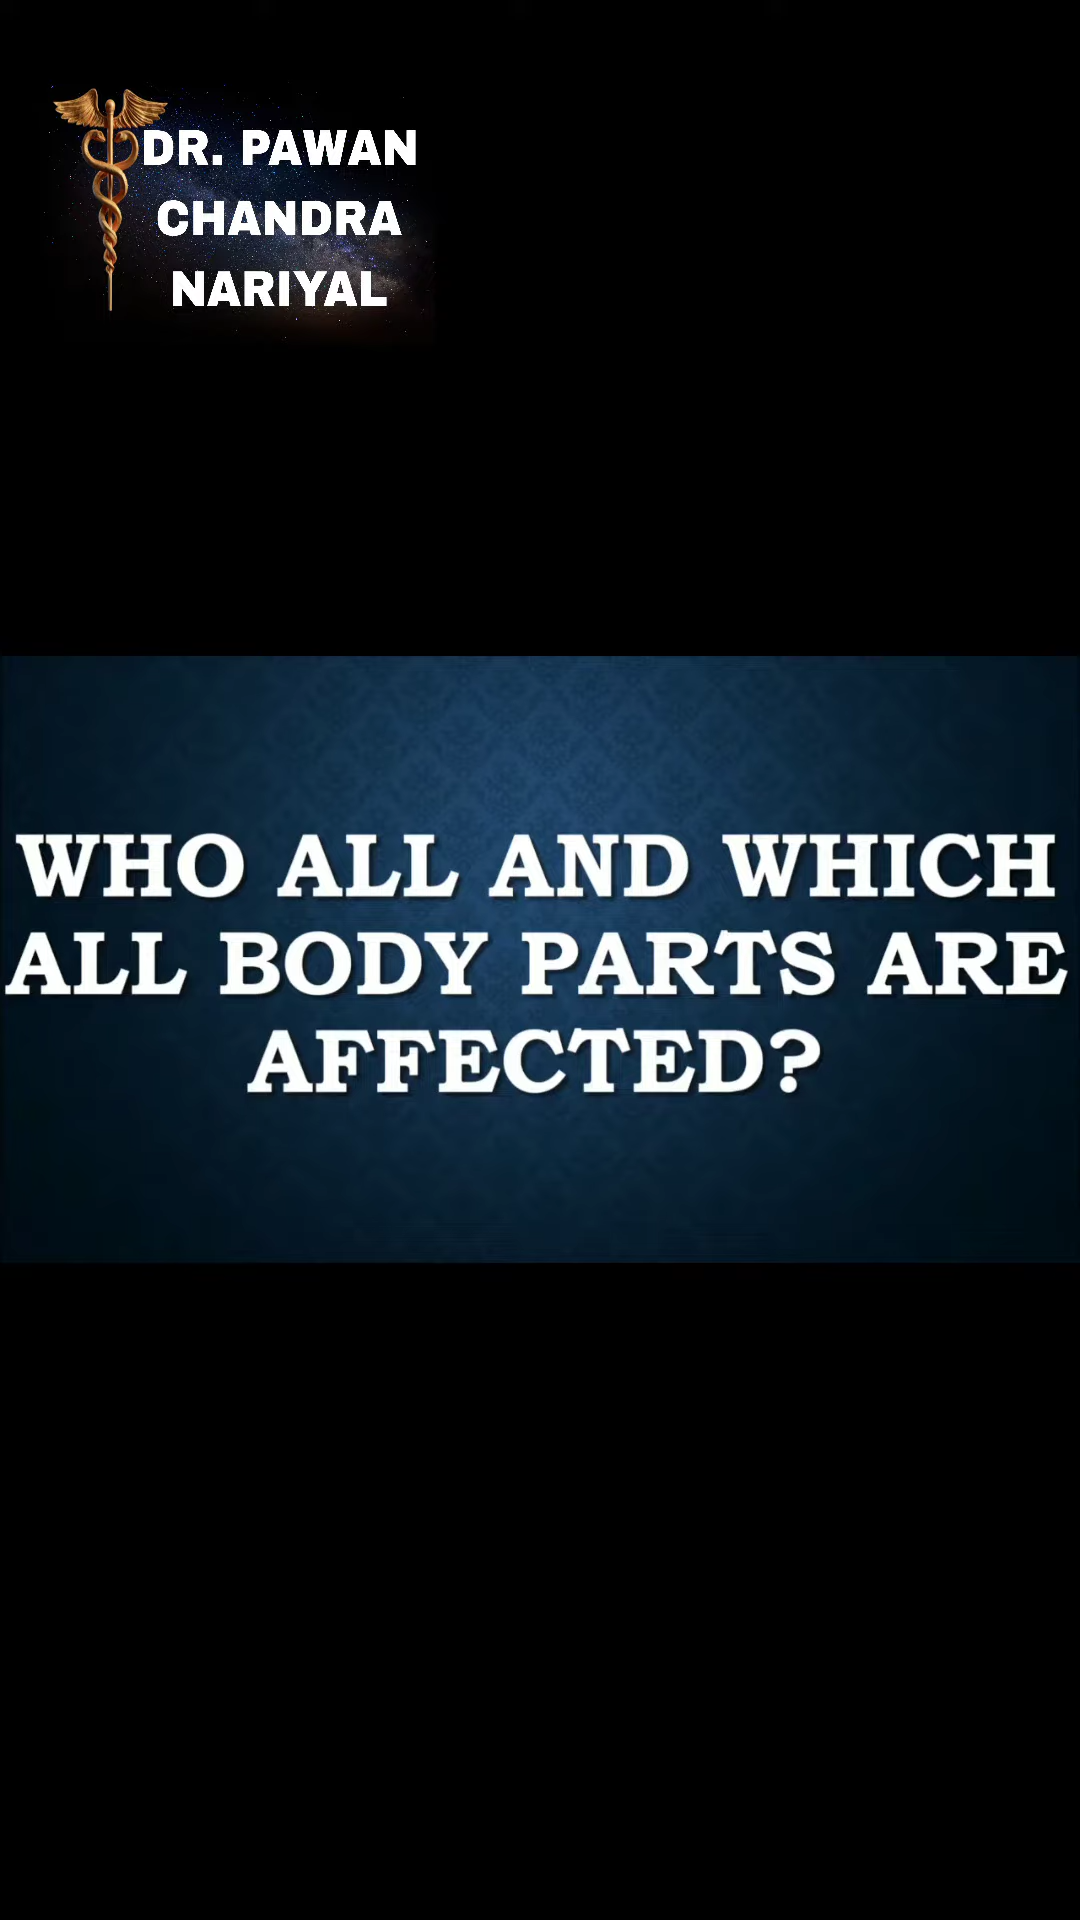 DR. PAWAN
CHANDRA
NARIYAL
WHO ALL AND WHICH
ALL BODY PARTS ARE
AFFECTED?